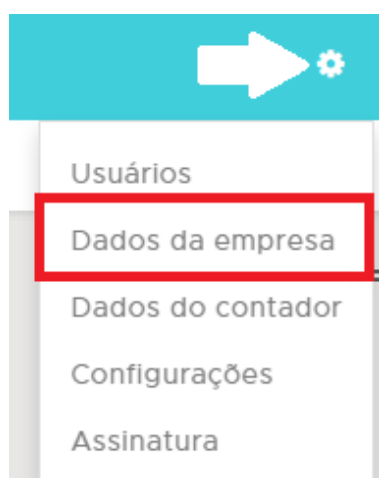 Usuários
Dados da empresa
Dados do contador
Configurações
Assinatura